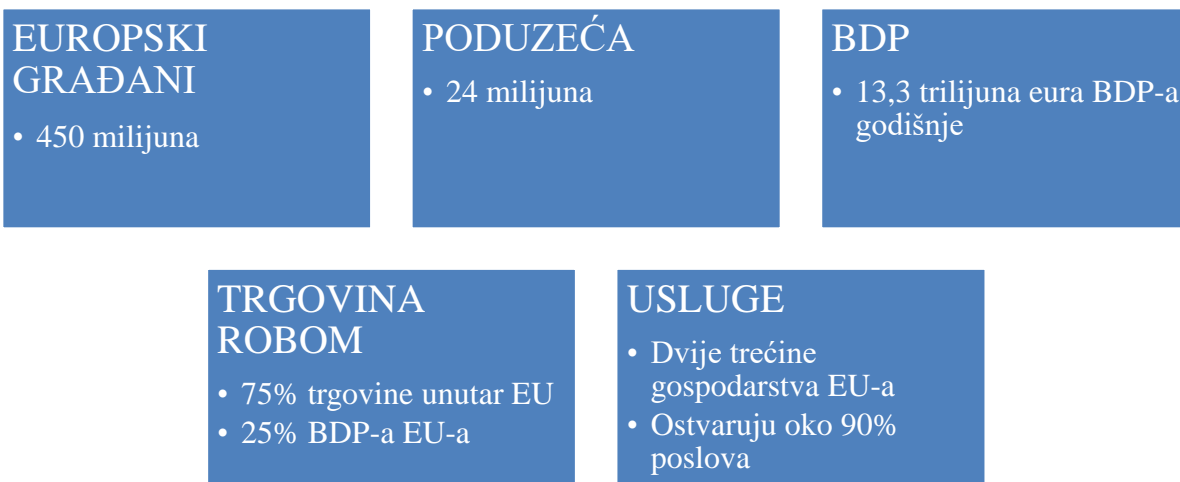 EUROPSKI
GRAĐANI
• 450 milijuna
PODUZEĆA
• 24 milijuna
BDP
• 13,3 trilijuna eura BDP-a
godišnje
TRGOVINA
ROBOM
• 75% trgovine unutar EU
• 25% BDP-a EU-a
USLUGE
• Dvije trećine
gospodarstva EU-a
• Ostvaruju oko 90%
poslova